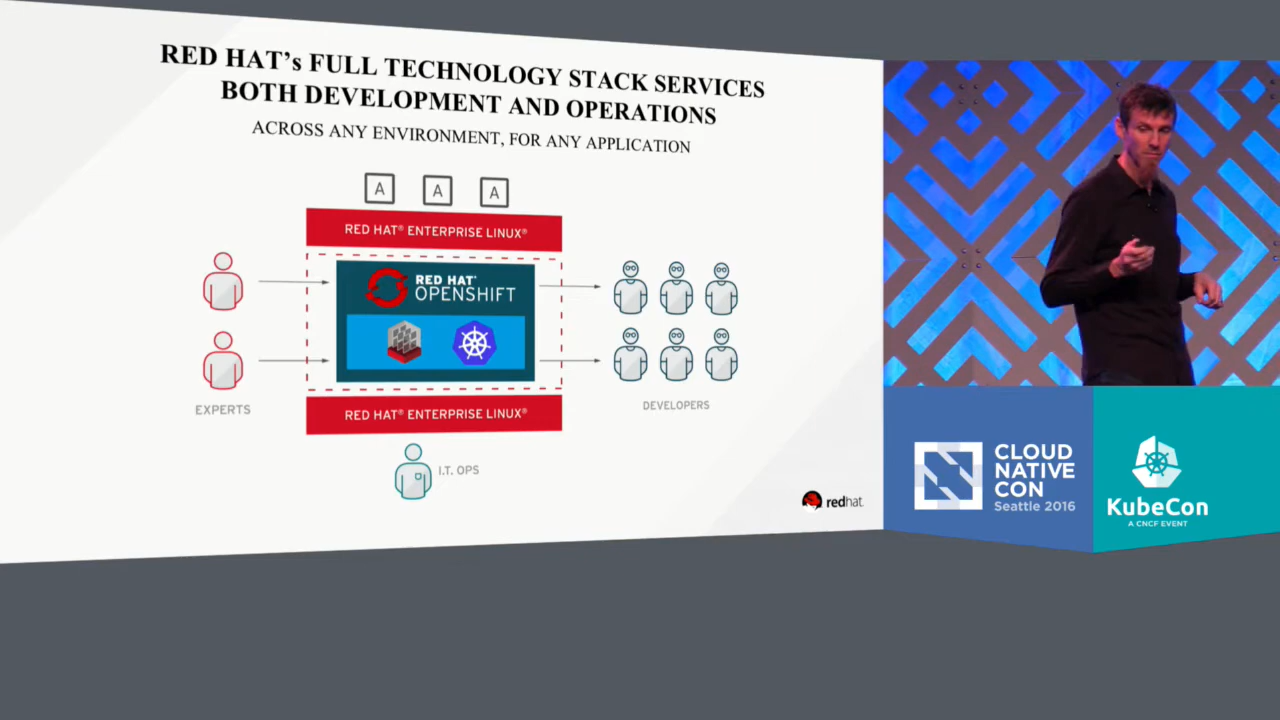 RED HAT's FULL TECHNOLOGY STACK SERVICES
BOTH DEVELOPMENT AND OPERATIONS
ACROSS ANY ENVIRONMENT, FOR ANY APPLICATION
A A A
RED HAT® ENTERPRISE LINUX®
RED HAT®
OPENSHIFT
EXPERTS
DEVELOPERS
RED HAT® ENTERPRISE LINUX®
I.T. OPS
redhat.
CLOUD
NATIVE
CON
Seattle 2016
KubeCon
A CNCF EVENT